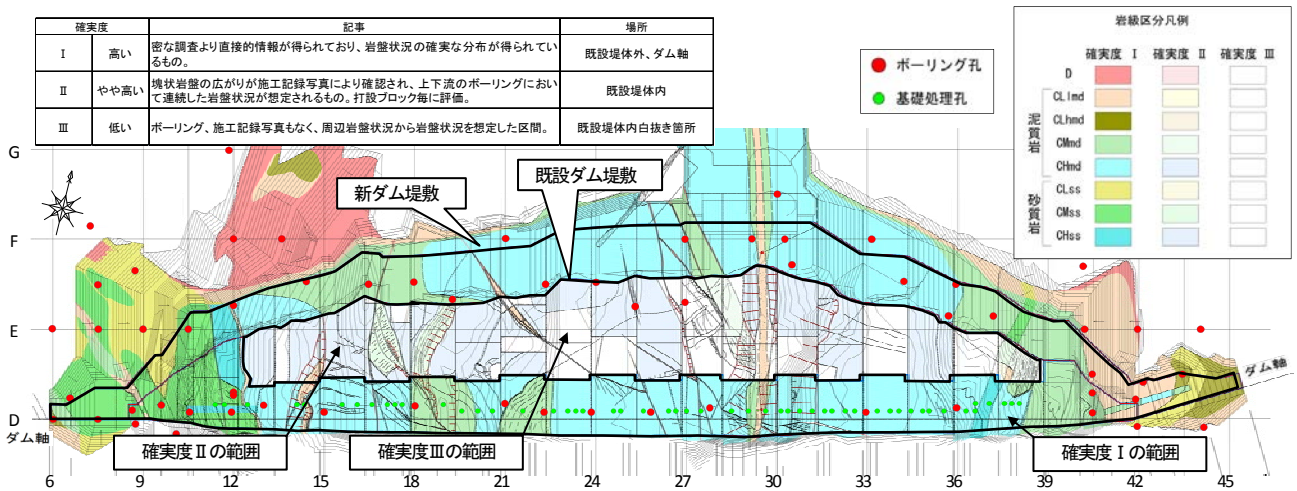 確実度 記事 場所
Ⅰ 高い 密な調査より直接的情報が得られており、岩盤状況の確実な分布が得られてい
るもの。 既設堤体外、ダム軸
Ⅱ やや高い 塊状岩盤の広がりが施工記録写真により確認され、上下流のボーリングにおい
て連続した岩盤状況が想定されるもの。打設ブロック毎に評価。 既設堤体内
Ⅲ 低い ボーリング、施工記録写真もなく、周辺岩盤状況から岩盤状況を想定した区間。 既設堤体内白抜き箇所
ボーリング孔
基礎処理孔
岩級区分凡例
確実度 Ⅰ 確実度 Ⅱ 確実度 Ⅲ
D
泥質岩
CLlmd
CLhmd
CMmd
CHmd
砂質岩
CLss
CMss
CHss
G
F
E
D
新ダム堤敷
既設ダム堤敷
ダム軸
ダム軸
確実度Ⅱの範囲
確実度Ⅲの範囲
確実度Ⅰの範囲
6 9 12 15 18 21 24 27 30 33 36 39 42 45